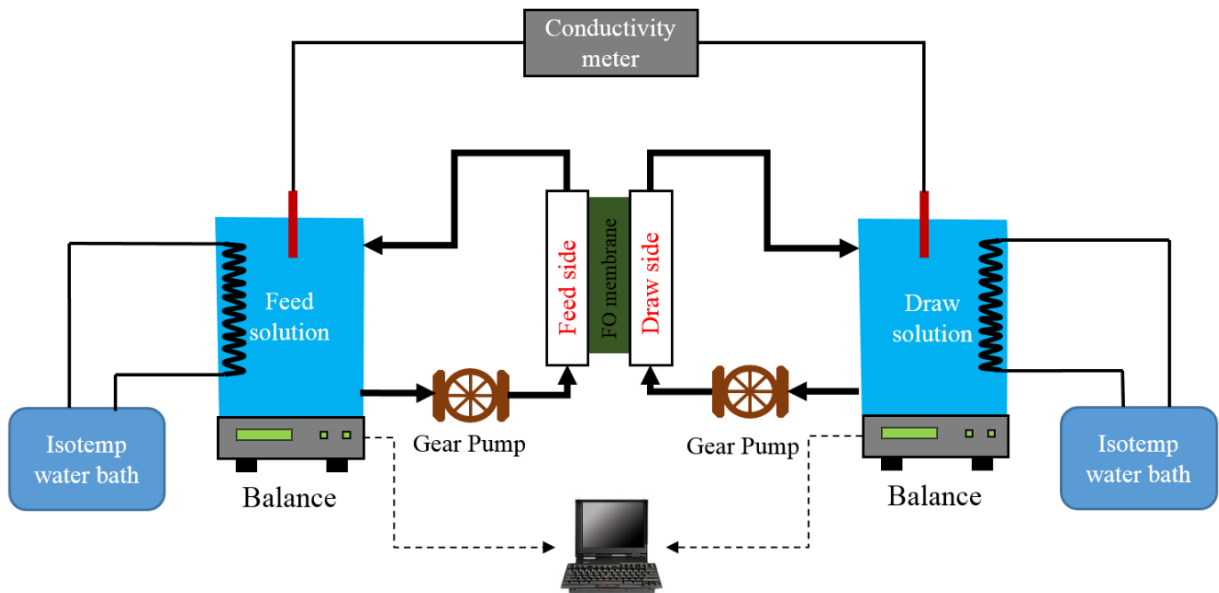 Conductivity
meter
Feed
solution
Feed side
FO membrane
Draw side
Draw
solution
Isotemp
water bath
Gear Pump
Gear Pump
Isotemp
water bath
Balance
Balance